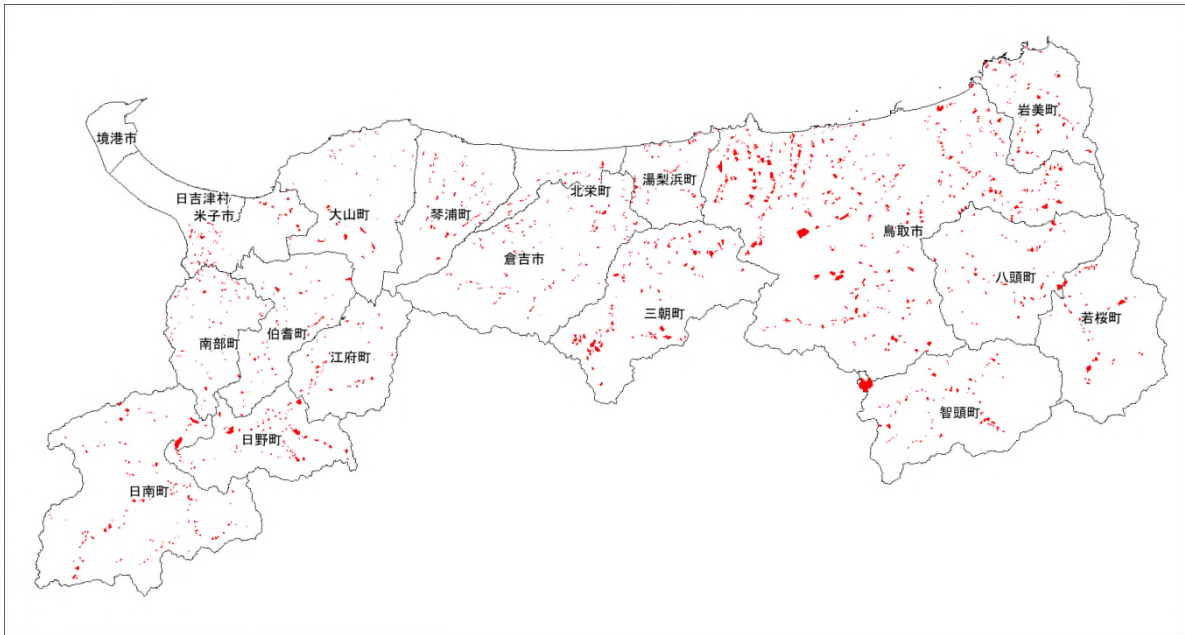 岩美町
境港市
湯梨浜町
北栄町
日吉津村
米子市
大山町
琴浦町
鳥取市
倉吉市
八頭町
三朝町
若桜町
伯耆町
南部町
江府町
智頭町
日野町
日南町